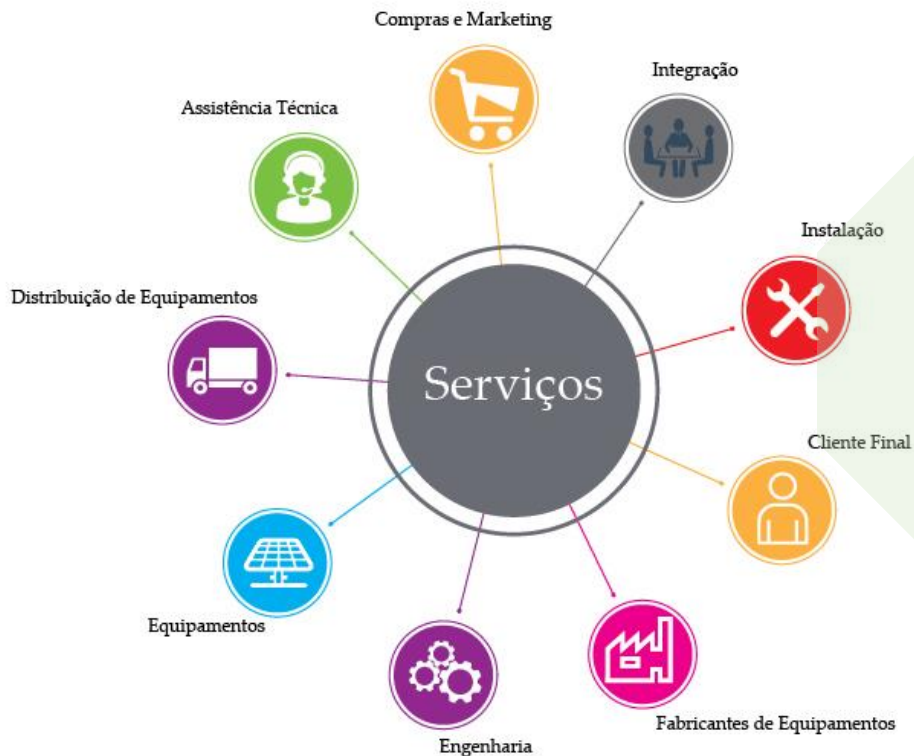 Compras e Marketing
Integração
Assistência Técnica
Instalação
Distribuição de Equipamentos
Serviços
Cliente Final
Equipamentos
Fabricantes de Equipamentos
Engenharia